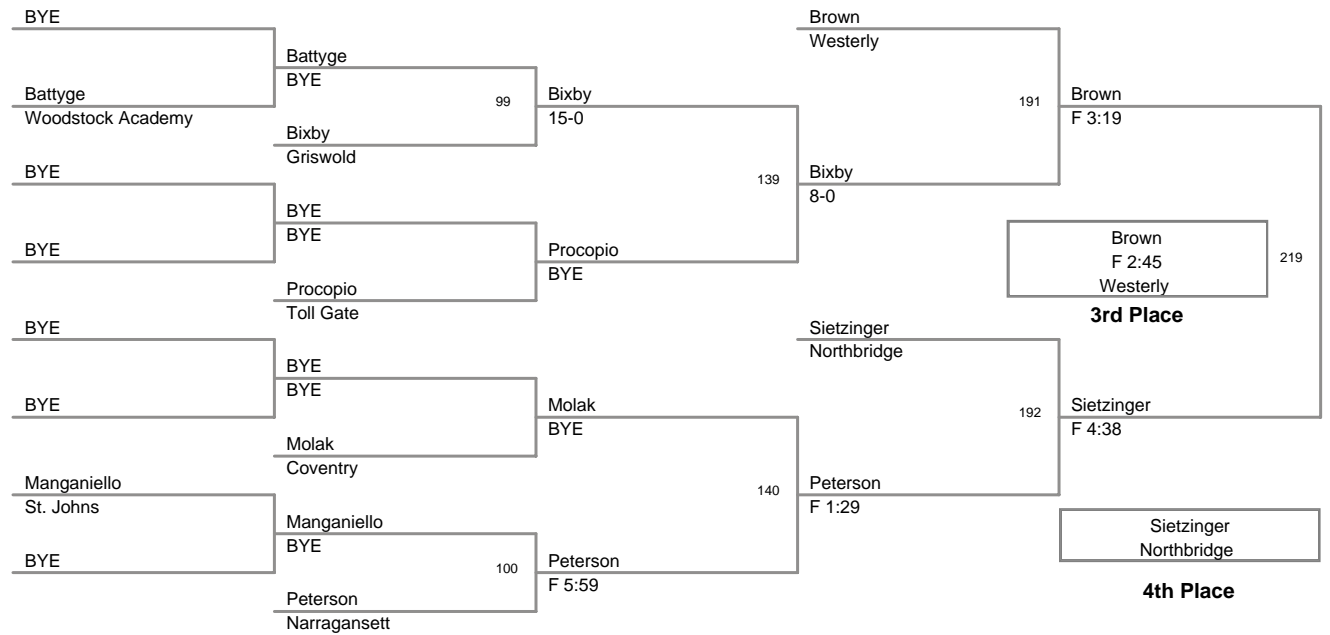 BYE
Battyge
Woodstock Academy
BYE
BYE
BYE
BYE
Manganiello
St. Johns
BYE
Battyge
BYE
99
Bixby
Griswold
BYE
BYE
Procopio
Toll Gate
BYE
BYE
Molak
Coventry
Manganiello
BYE
100
Peterson
Narragansett
Bixby
15-0
139
Procopio
BYE
Molak
BYE
140
Peterson
F 5:59
Brown
Westerly
191
Bixby
8-0
Sietzinger
Northbridge
192
Peterson
F 1:29
Brown
F 3:19
219
Sietzinger
F 4:38
Brown
F 2:45
Westerly
3rd Place
Sietzinger
Northbridge
4th Place